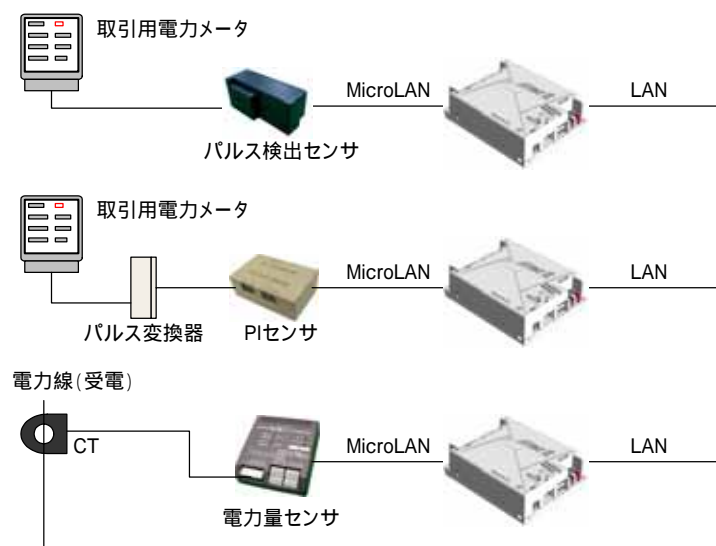 取引用電力メータ
MicroLAN
LAN
パルス検出センサ
取引用電力メータ
MicroLAN
LAN
パルス変換器
PIセンサ
電力線(受電)
CT
MicroLAN
LAN
電力量センサ